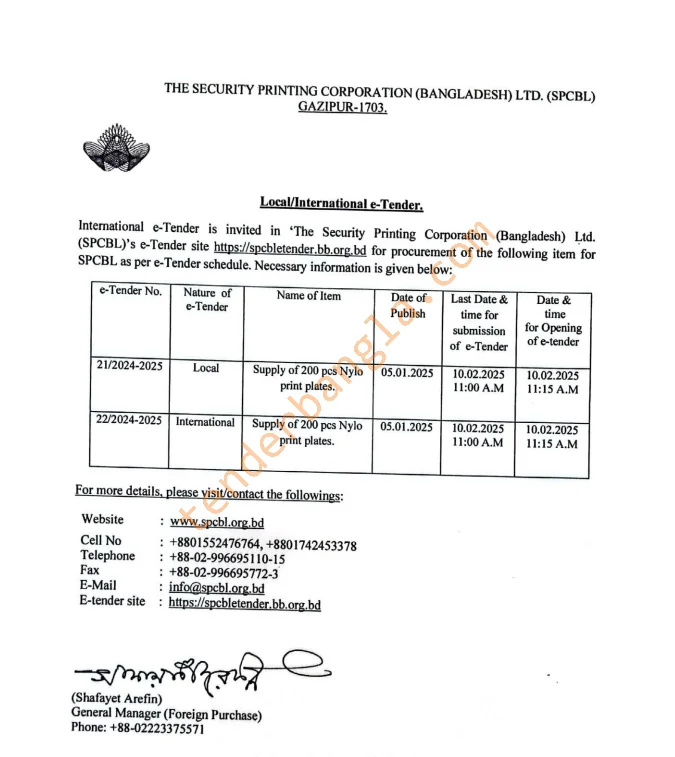 THE SECURITY PRINTING CORPORATION (BANGLADESH) LTD. (SPCBL)
GAZIPUR-1703.
Local/International e-Tender.
International e-Tender is invited in ‘The Security Printing Corporation (Bangladesh) Ltd.
(SPCBL)’s e-Tender site https://spcbletender.bb.org.bd for procurement of the following item for
SPCBL as per e-Tender schedule. Necessary information is given below:
e-Tender No. Nature of e-Tender Name of Item Date of Publish Last Date & time for submission of e-Tender Date & time for Opening of e-tender
21/2024-2025 Local Supply of 200 pcs Nylo print plates. 05.01.2025 10.02.2025 11:00 A.M 10.02.2025 11:15 A.M
22/2024-2025 International Supply of 200 pcs Nylo print plates. 05.01.2025 10.02.2025 11:00 A.M 10.02.2025 11:15 A.M
For more details, please visit/contact the followings:
Website : www.spcbl.org.bd
Cell No : +8801552476764, +8801742453378
Telephone : +88-02-996695110-15
Fax : +88-02-996695772-3
E-Mail : info@spcbl.org.bd
E-tender site : https://spcbletender.bb.org.bd
(Shafayet Arefin)
General Manager (Foreign Purchase)
Phone: +88-02223375571
tenderbangla.com